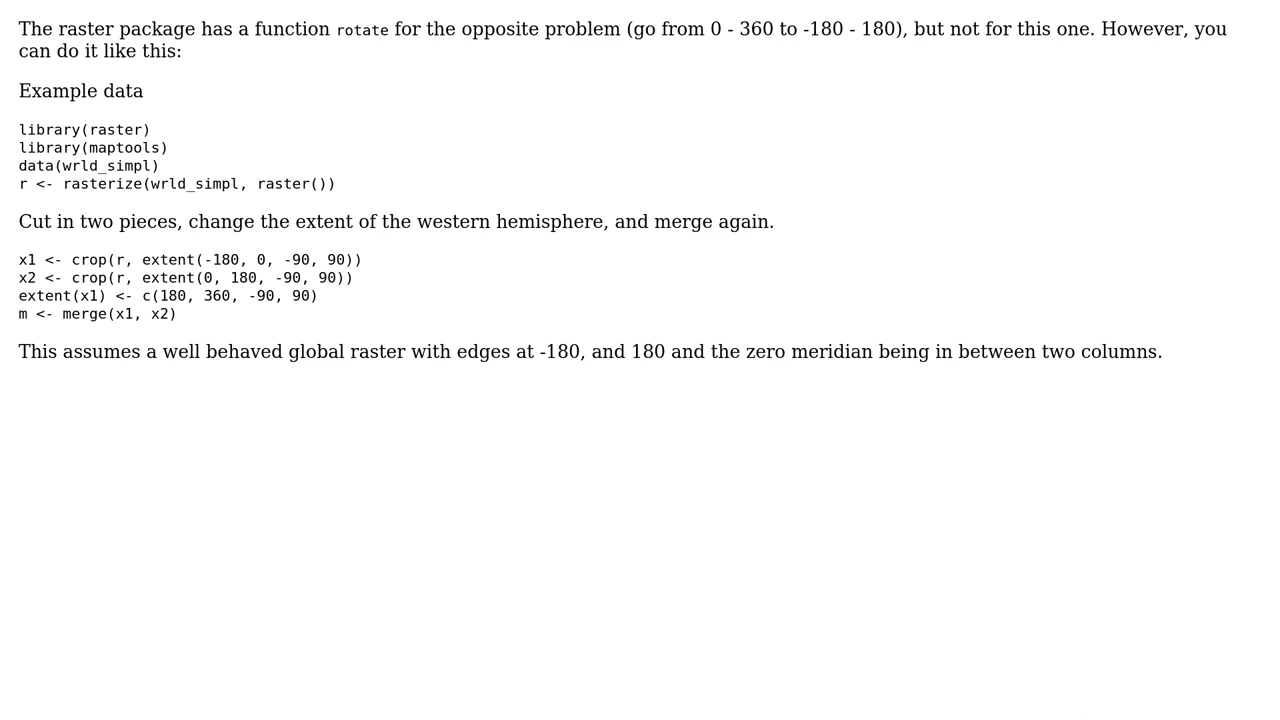 The raster package has a function rotate for the opposite problem (go from 0 - 360 to -180 - 180), but not for this one. However, you
can do it like this:
Example data
library(raster)
library(maptools)
data(wrld_simpl)
r <- rasterize(wrld_simpl, raster())
Cut in two pieces, change the extent of the western hemisphere, and merge again.
x1 <- crop(r, extent(-180, 0, -90, 90))
x2 <- crop(r, extent(0, 180, -90, 90))
extent(x1) <- c(180, 360, -90, 90)
m <- merge(x1, x2)
This assumes a well behaved global raster with edges at -180, and 180 and the zero meridian being in between two columns.